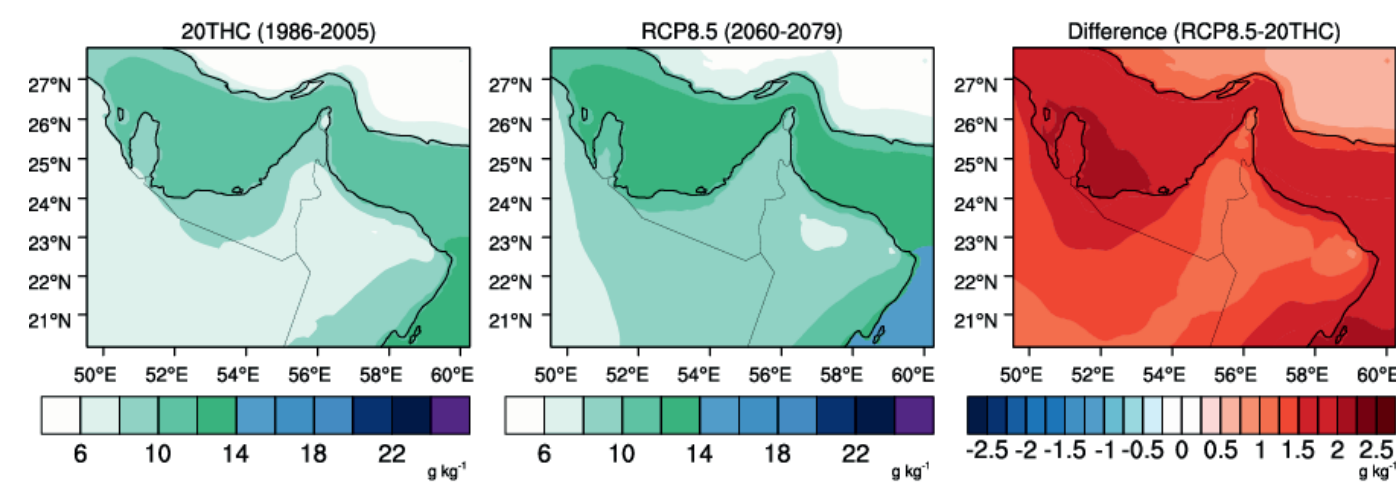 20THC (1986-2005)
27°N
26°N
25°N
24°N
23°N
22°N
21°N
50°E 52°E 54°E 56°E 58°E 60°E
6 10 14 18 22
g kg-1
RCP8.5 (2060-2079)
27°N
26°N
25°N
24°N
23°N
22°N
21°N
50°E 52°E 54°E 56°E 58°E 60°E
6 10 14 18 22
g kg-1
Difference (RCP8.5-20THC)
27°N
26°N
25°N
24°N
23°N
22°N
21°N
50°E 52°E 54°E 56°E 58°E 60°E
-2.5 -2 -1.5 -1 -0.5 0 0.5 1 1.5 2 2.5
g kg-1